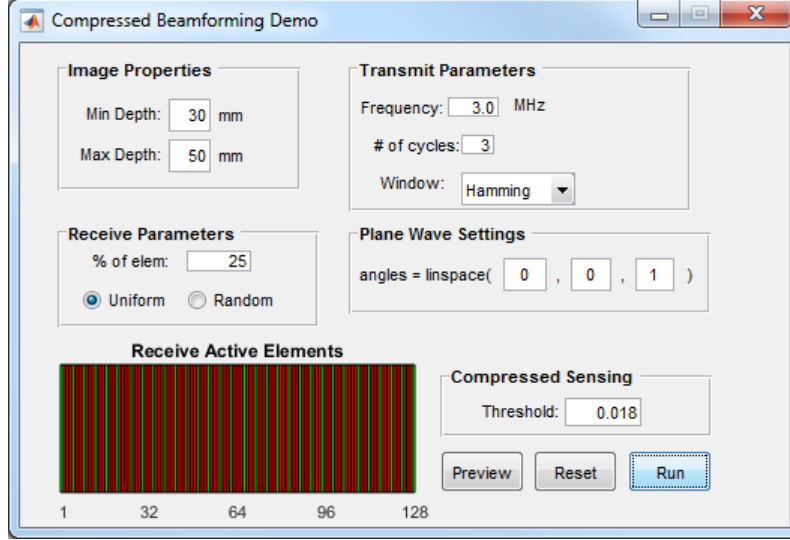 Compressed Beamforming Demo
Image Properties
Min Depth: 30 mm
Max Depth: 50 mm
Transmit Parameters
Frequency: 3.0 MHz
# of cycles: 3
Window: Hamming
Receive Parameters
% of elem: 25
Uniform Random
Plane Wave Settings
angles = linspace( 0 , 0 , 1 )
Receive Active Elements
1 32 64 96 128
Compressed Sensing
Threshold: 0.018
Preview Reset Run